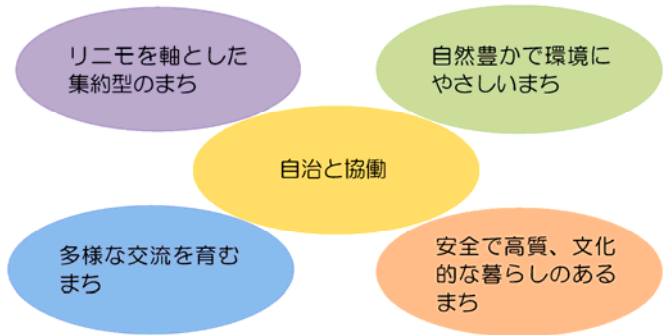 リニモを軸とした
集約型のまち
自然豊かで環境に
やさしいまち
自治と協働
多様な交流を育む
まち
安全で高質、文化
的な暮らしのある
まち